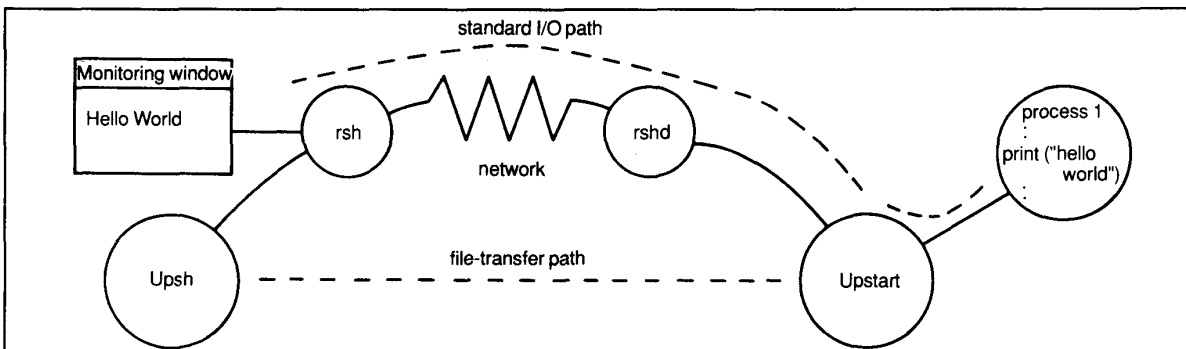 standard I/O path
Monitoring window
Hello World
rsh
rshd
network
process 1
print ("hello
world")
Upsh
file-transfer path
Upstart